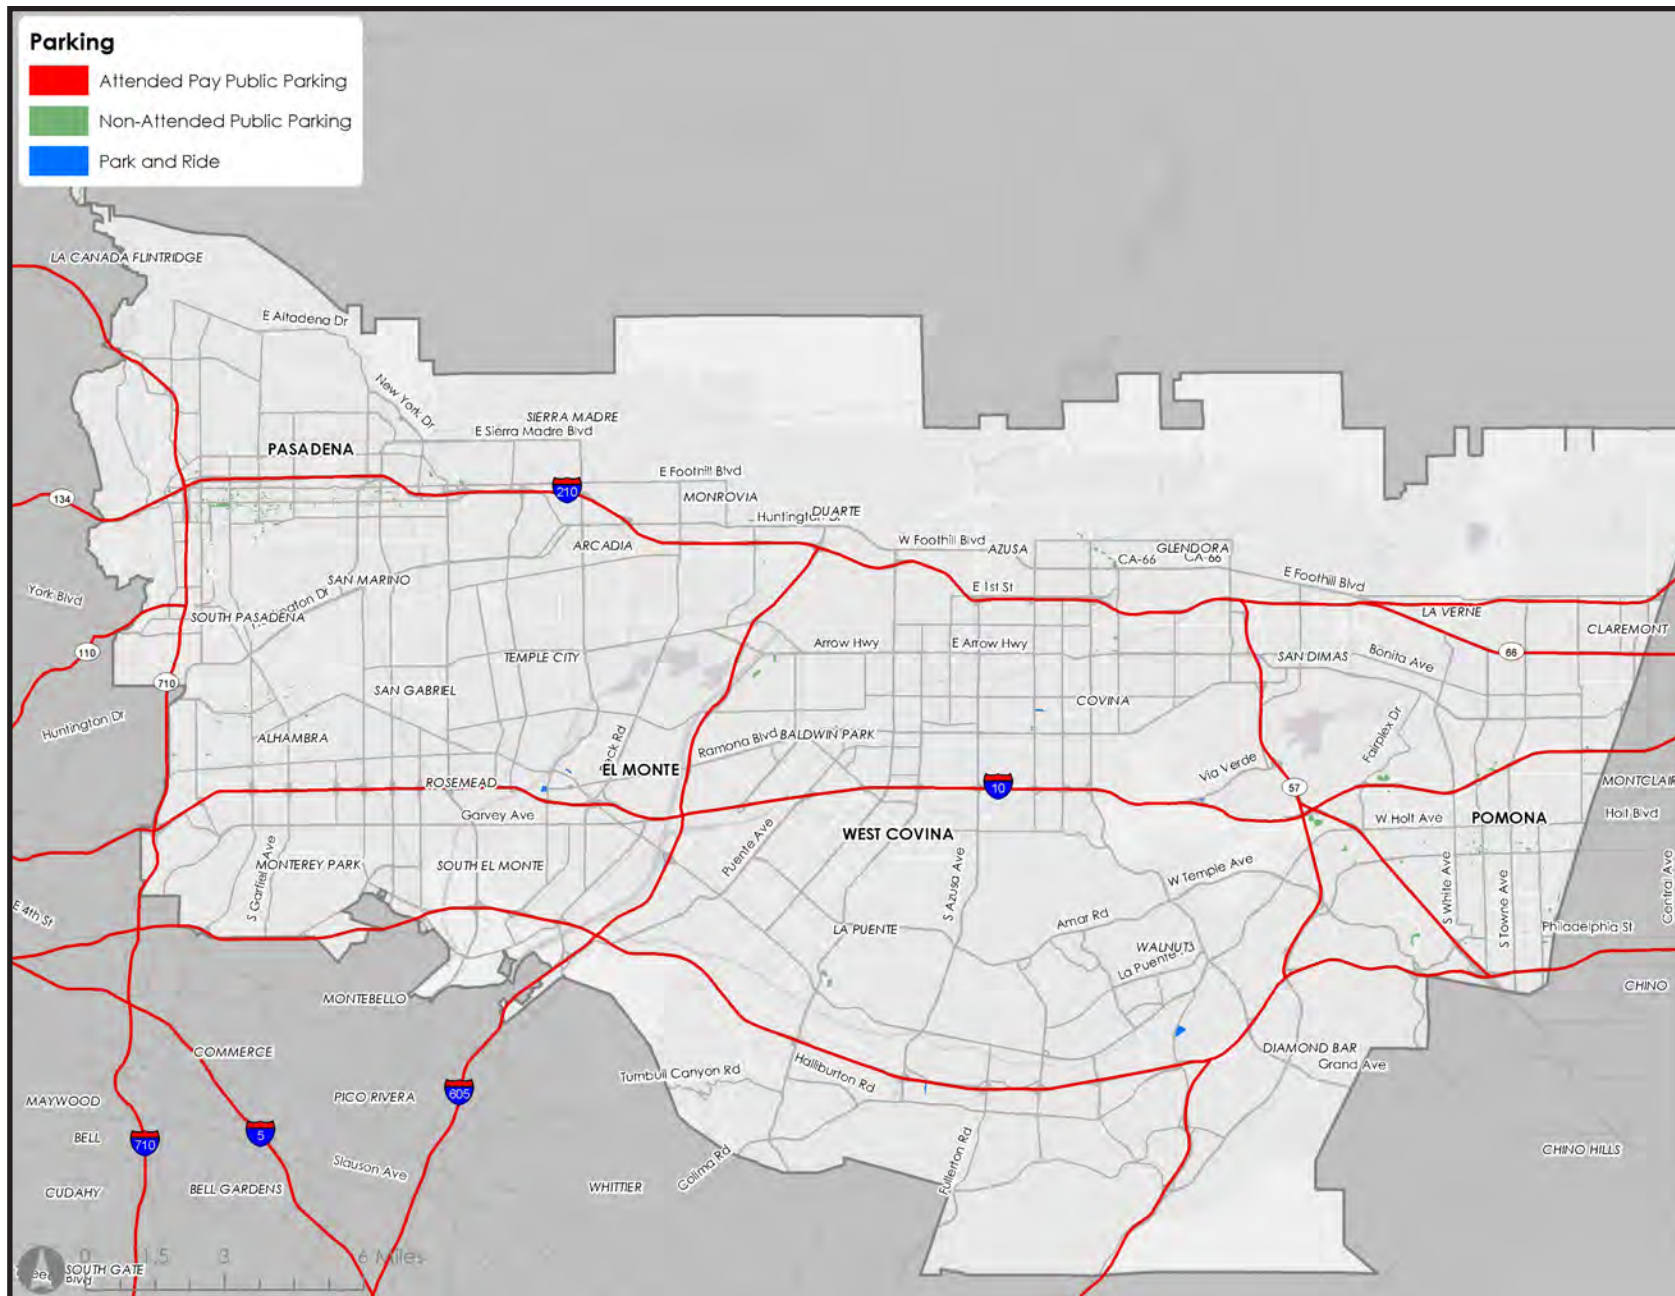 Parking
Attended Pay Public Parking
Non-Attended Public Parking
Park and Ride
LA CANADA FLINTRIDGE
E Altadena Dr
New York Dr
SIERRA MADRE
E Sierra Madre Blvd
PASADENA
E Foothill Blvd
134
210
MONROVIA
DUARTE
Huntington Dr
ARCADIA
W Foothill Blvd
AZUSA
GLENDORA
CA-66
CA-66
SAN MARINO
E Foothill Blvd
E 1st St
York Blvd
SOUTH PASADENA
LA VERNE
CLAREMONT
110
TEMPLE CITY
Arrow Hwy
E Arrow Hwy
SAN DIMAS
Bonita Ave
66
710
SAN GABRIEL
COVINA
Huntington Dr
ALHAMBRA
Ramona Blvd
BALDWIN PARK
Fairplex Dr
EL MONTE
Via Verde
ROSEMEAD
10
57
MONTCLAIR
Garvey Ave
W Holt Ave
POMONA
Holt Blvd
WEST COVINA
Puente Ave
MONTEREY PARK
SOUTH EL MONTE
S Garfield Ave
S Azusa Ave
W Temple Ave
S White Ave
S Towne Ave
Central Ave
E 4th St
Amar Rd
LA PUENTE
Philadelphia St
WALNUT
La Puente
MONTEBELLO
CHINO
COMMERCE
DIAMOND BAR
Grand Ave
Turnbull Canyon Rd
Halliburton Rd
MAYWOOD
PICO RIVERA
605
BELL
710
5
CHINO HILLS
Slauson Ave
Colima Rd
Fullerton Rd
CUDAHY
BELL GARDENS
WHITTIER
0 1.5 3 6 Miles
SOUTH GATE
Blvd